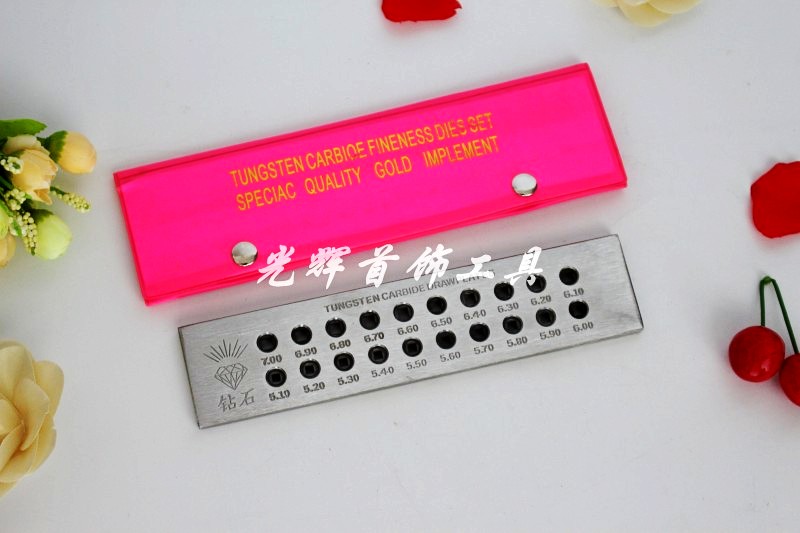 TUNGSTEN CARBIDE FINENESS DIES SET
SPECIAC QUALITY GOLD IMPLEMENT
光辉首饰工具
TUNGSTEN CARBIDE DRAWPLATE
7.00 6.90 6.80 6.70 6.60 6.50 6.40 6.30 6.20 6.10
5.10 5.20 5.30 5.40 5.50 5.60 5.70 5.80 5.90 6.00
钻石